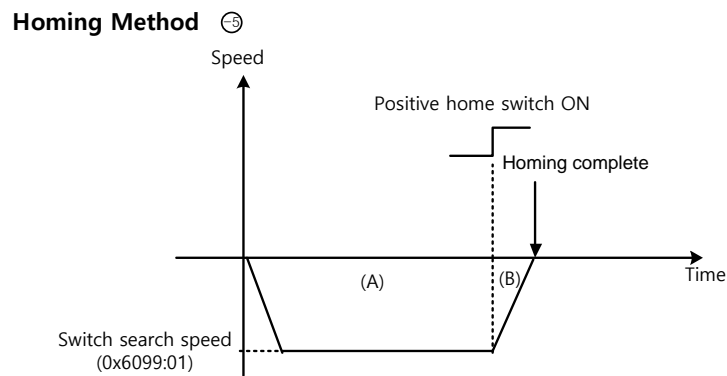 Homing Method -5
Speed
Positive home switch ON
Homing complete
Time
(A)
(B)
Switch search speed
(0x6099:01)